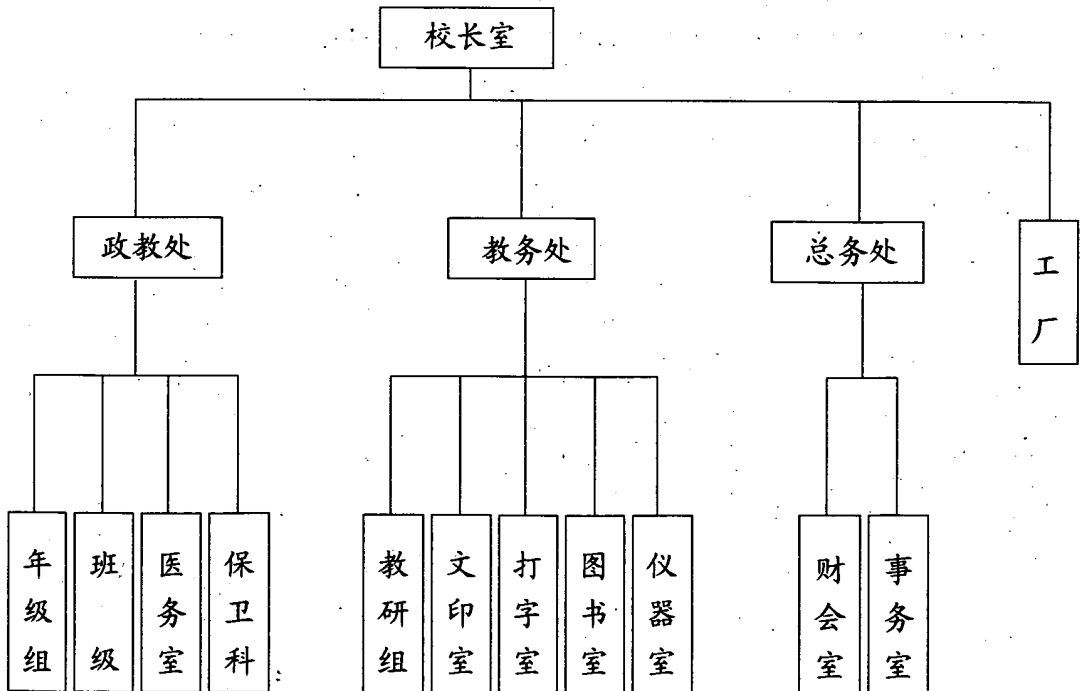 校长室
政教处
教务处
总务处
工厂
年级组
班级
医务室
保卫科
教研组
文印室
打字室
图书室
仪器室
财会室
事务室